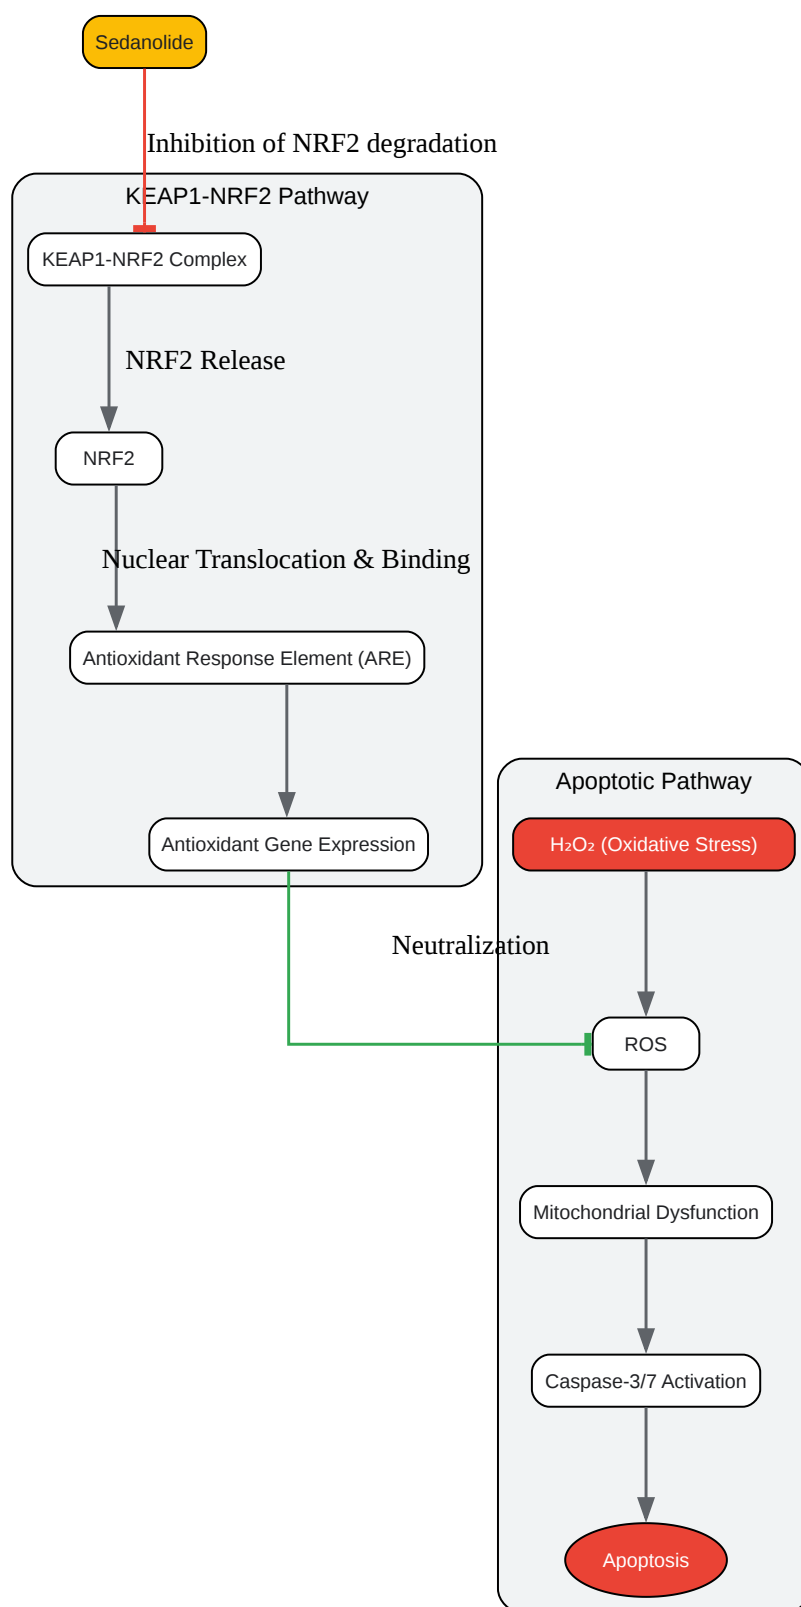 Sedanolide
Inhibition of NRF2 degradation
KEAP1-NRF2 Pathway
KEAP1-NRF2 Complex
NRF2 Release
NRF2
Nuclear Translocation & Binding
Antioxidant Response Element (ARE)
Antioxidant Gene Expression
Apoptotic Pathway
H₂O₂ (Oxidative Stress)
Neutralization
ROS
Mitochondrial Dysfunction
Caspase-3/7 Activation
Apoptosis